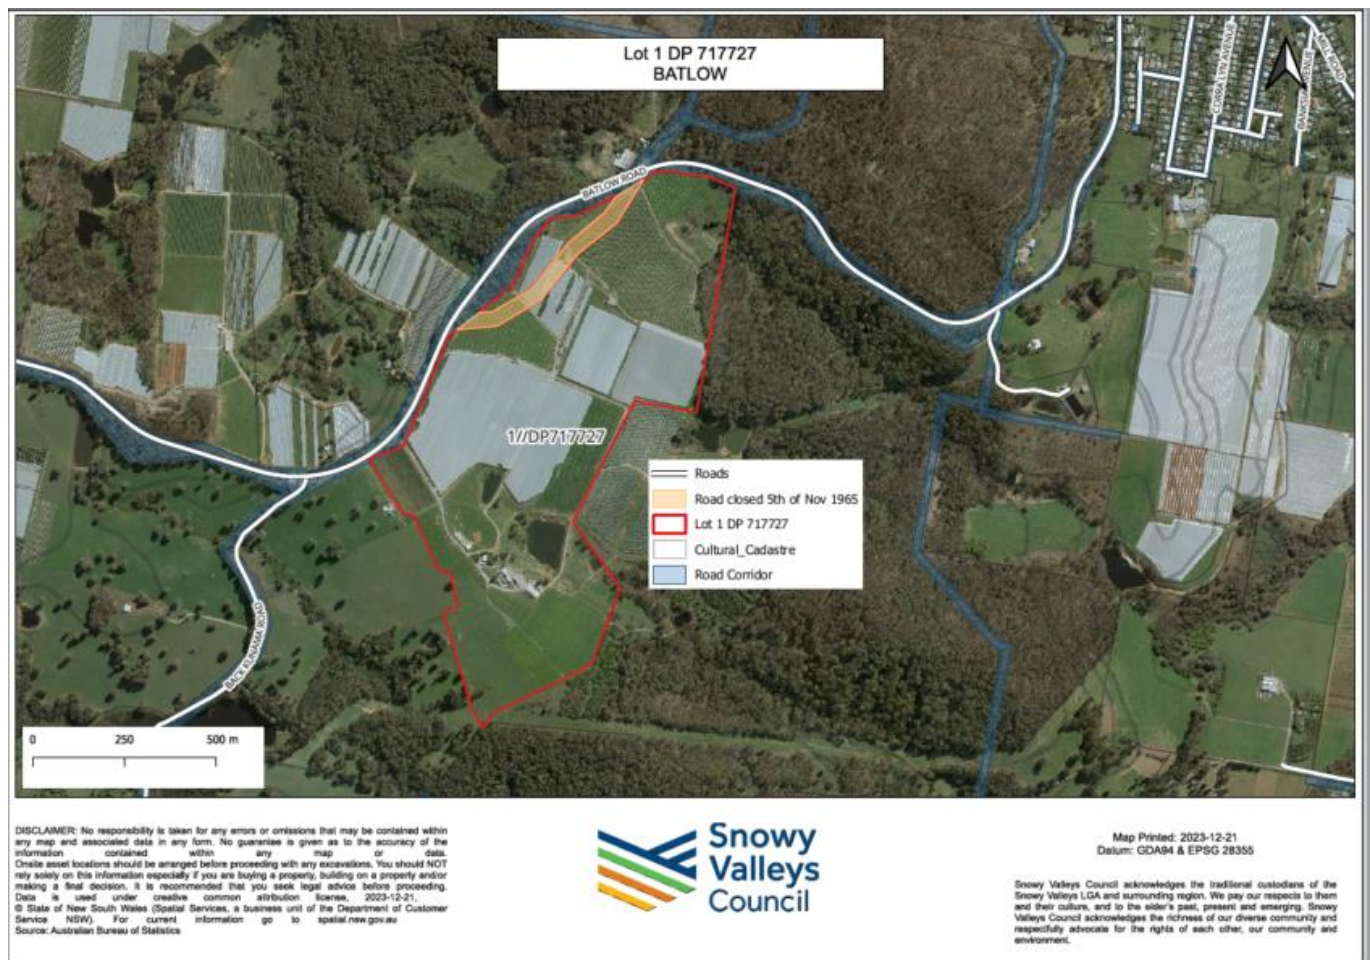 Lot 1 DP 717727
BATLOW
CORRA LYN AVENUE
BANKSIA AVENUE
BATLOW ROAD
1//DP717727
Roads
Road closed 5th of Nov 1965
Lot 1 DP 717727
Cultural_Cadastre
Road Corridor
BACK KUNAMA ROAD
0 250 500 m
DISCLAIMER: No responsibility is taken for any errors or omissions that may be contained within
any map and associated data in any form. No guarantee is given as to the accuracy of the
information contained within any map or data.
Onsite asset locations should be arranged before proceeding with any excavations. You should NOT
rely solely on this information especially if you are buying a property, building on a property and/or
making a final decision. It is recommended that you seek legal advice before proceeding.
Data is used under creative common attribution license, 2023-12-21,
© State of New South Wales (Spatial Services, a business unit of the Department of Customer
Service NSW). For current information go to spatial.nsw.gov.au
Source: Australian Bureau of Statistics
Snowy
Valleys
Council
Map Printed: 2023-12-21
Datum: GDA94 & EPSG 28355
Snowy Valleys Council acknowledges the traditional custodians of the
Snowy Valleys LGA and surrounding region. We pay our respects to them
and their culture, and to the elder's past, present and emerging. Snowy
Valleys Council acknowledges the richness of our diverse community and
respectfully advocate for the rights of each other, our community and
environment.